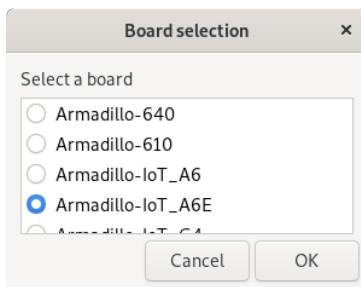 Board selection ×
Select a board
Armadillo-640
Armadillo-610
Armadillo-IoT_A6
Armadillo-IoT_A6E
Cancel OK